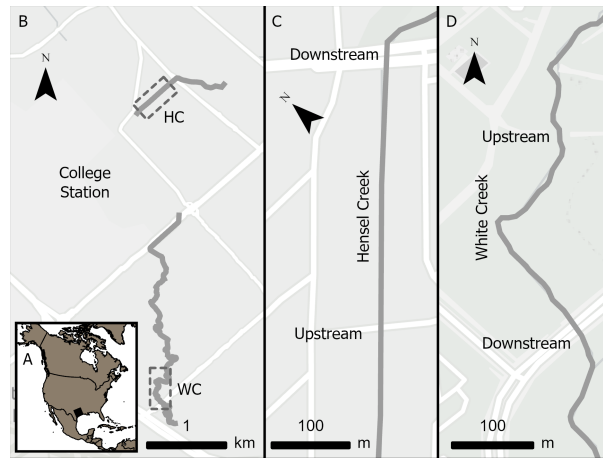 B
N
HC
College
Station
A
WC
1
km
C
Downstream
N
Hensel Creek
Upstream
100
m
D
N
Upstream
White Creek
Downstream
100
m